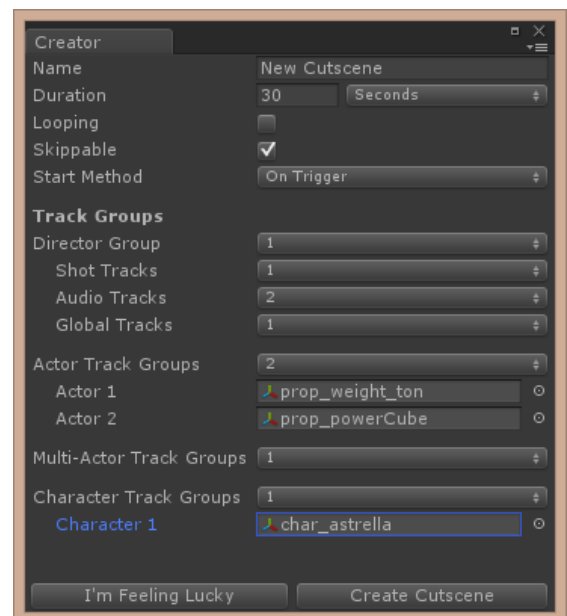 Creator
Name New Cutscene
Duration 30 Seconds
Looping
Skippable
Start Method On Trigger
Track Groups
Director Group 1
Shot Tracks 1
Audio Tracks 2
Global Tracks 1
Actor Track Groups 2
Actor 1 prop_weight_ton
Actor 2 prop_powerCube
Multi-Actor Track Groups 1
Character Track Groups 1
Character 1 char_astrella
I'm Feeling Lucky Create Cutscene